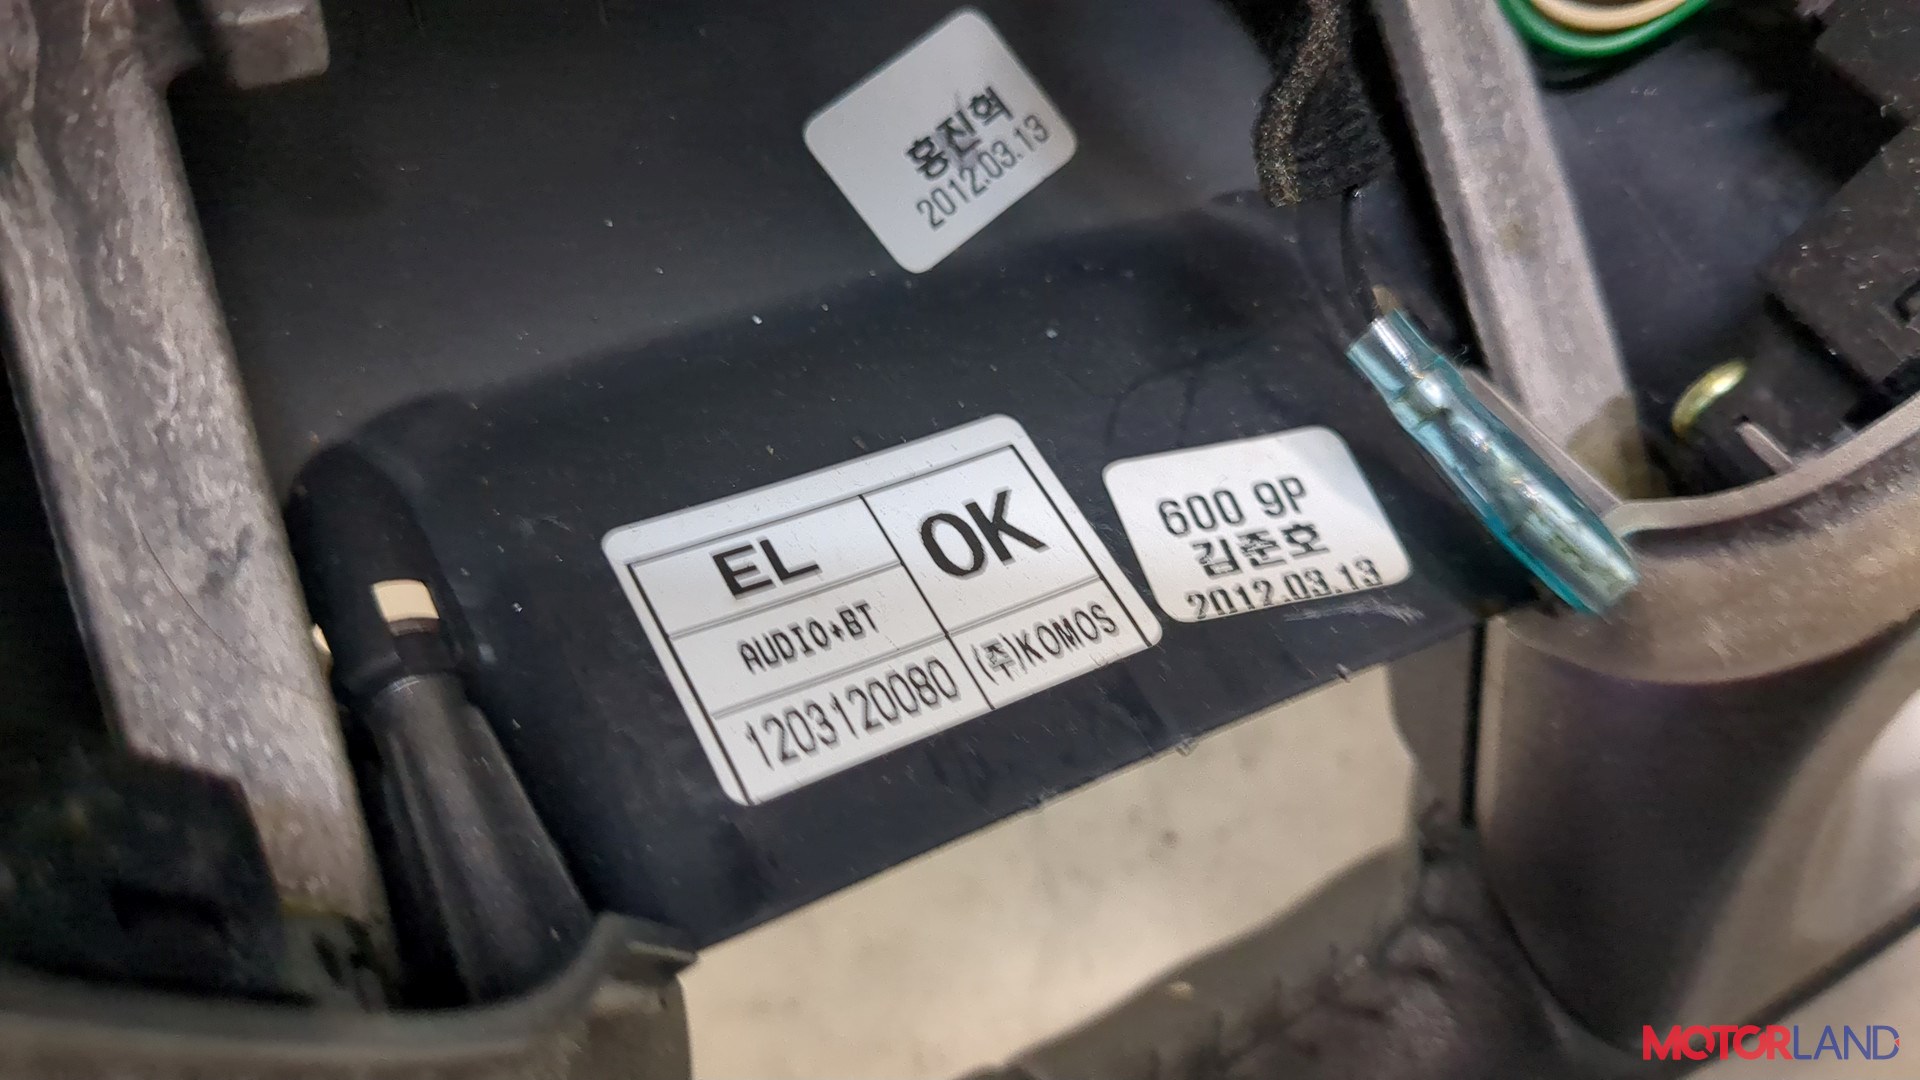 홍진혁
2012.03.13
EL
OK
AUDIO+BT
1203120080
(주)KOMOS
600 9P
김준호
2012.03.13
MOTORLAND